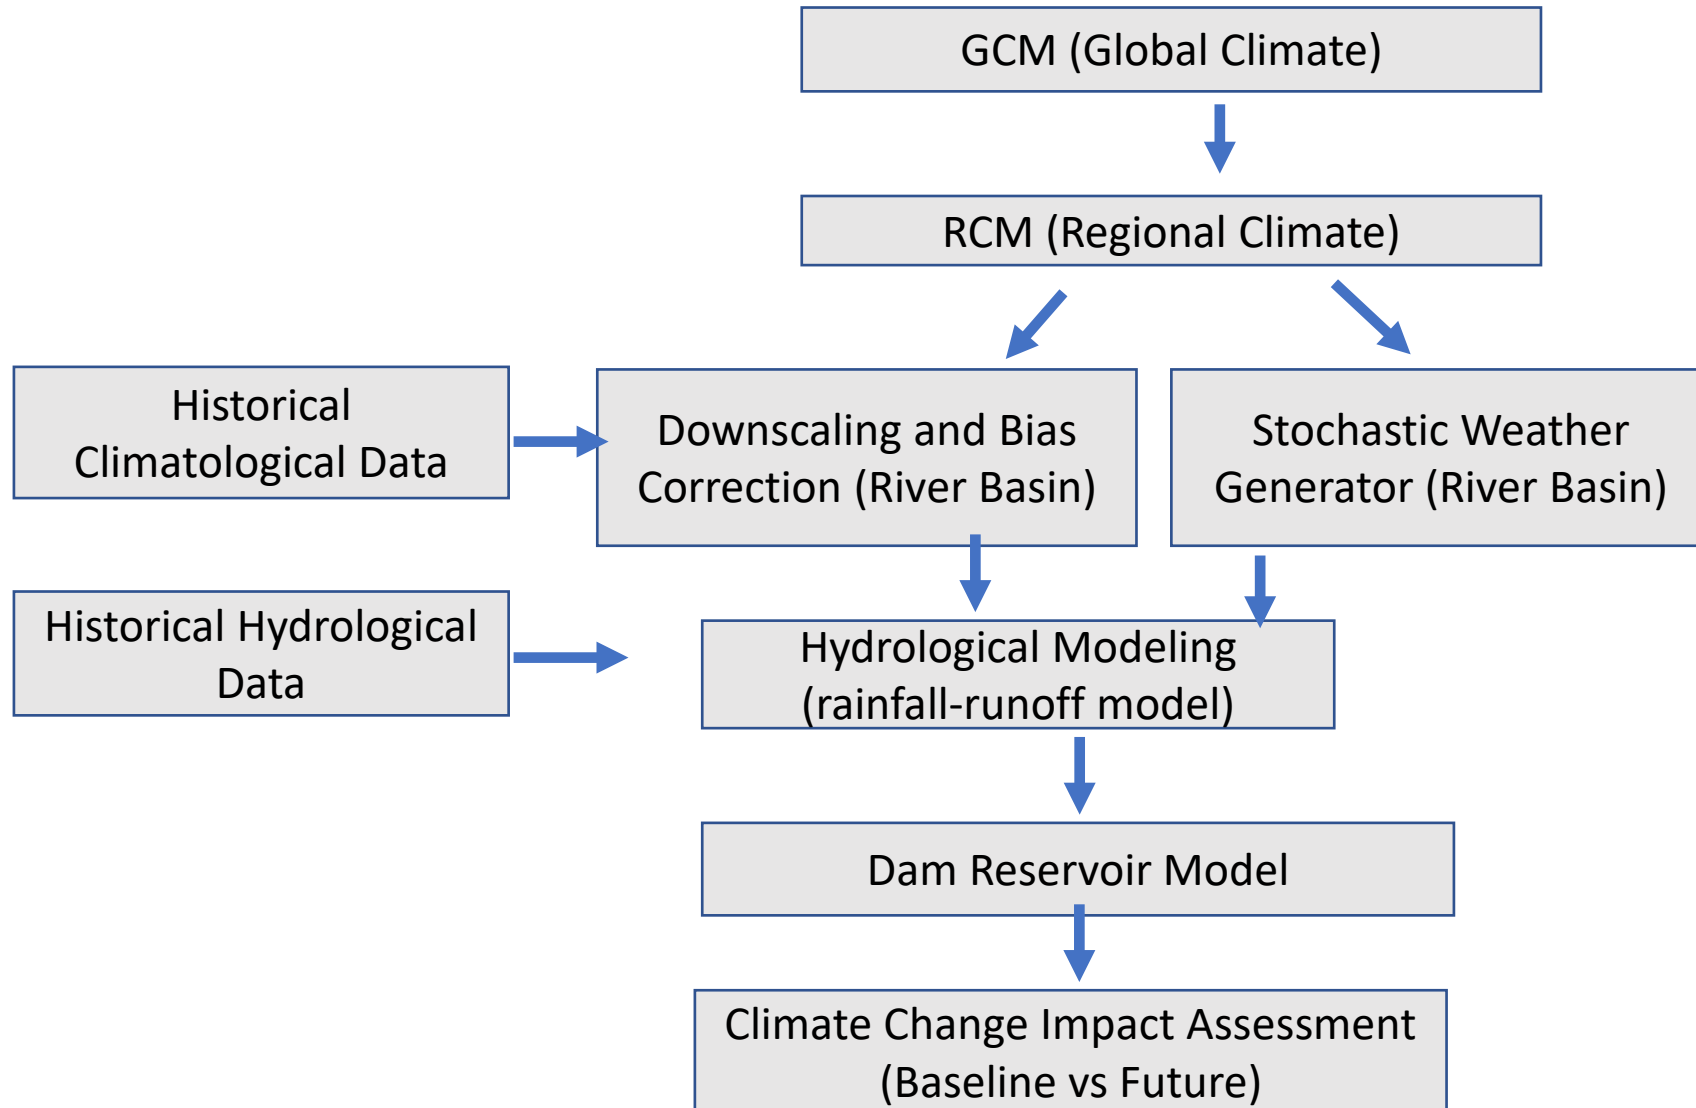 GCM (Global Climate)
RCM (Regional Climate)
Historical
Climatological Data
Downscaling and Bias
Correction (River Basin)
Stochastic Weather
Generator (River Basin)
Historical Hydrological
Data
Hydrological Modeling
(rainfall-runoff model)
Dam Reservoir Model
Climate Change Impact Assessment
(Baseline vs Future)